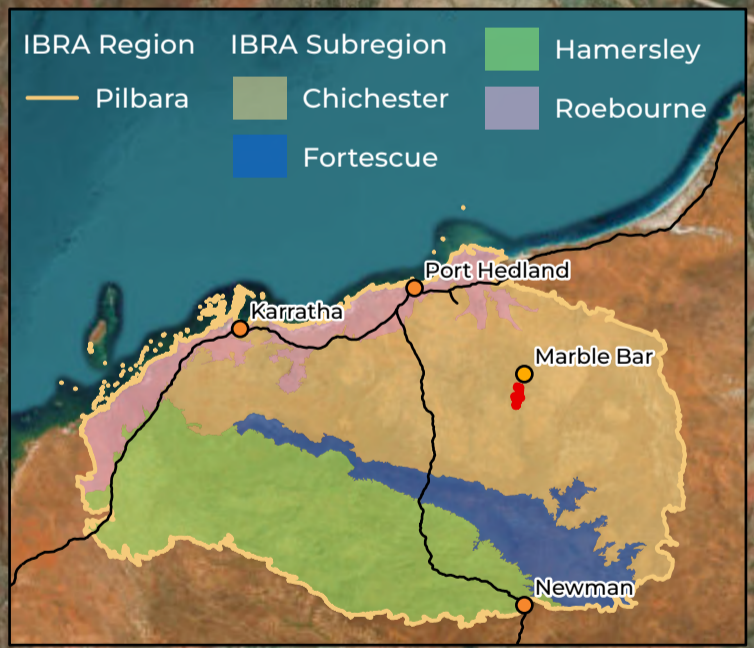 IBRA Region
Pilbara
IBRA Subregion
Chichester
Fortescue
Hamersley
Roebourne
Port Hedland
Karratha
Marble Bar
Newman